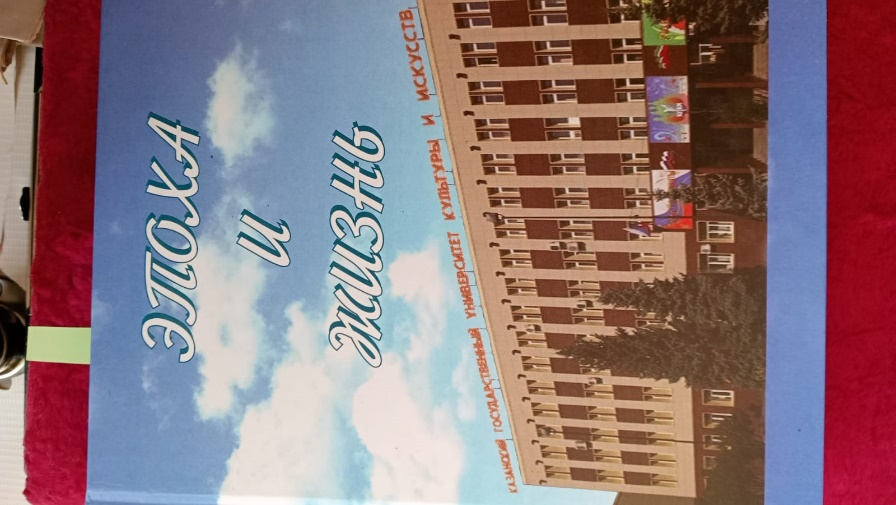 ЭПОХА
И
ЖИЗНЬ
КАЗАНСКИЙ ГОСУДАРСТВЕННЫЙ УНИВЕРСИТЕТ КУЛЬТУРЫ И ИСКУССТВ